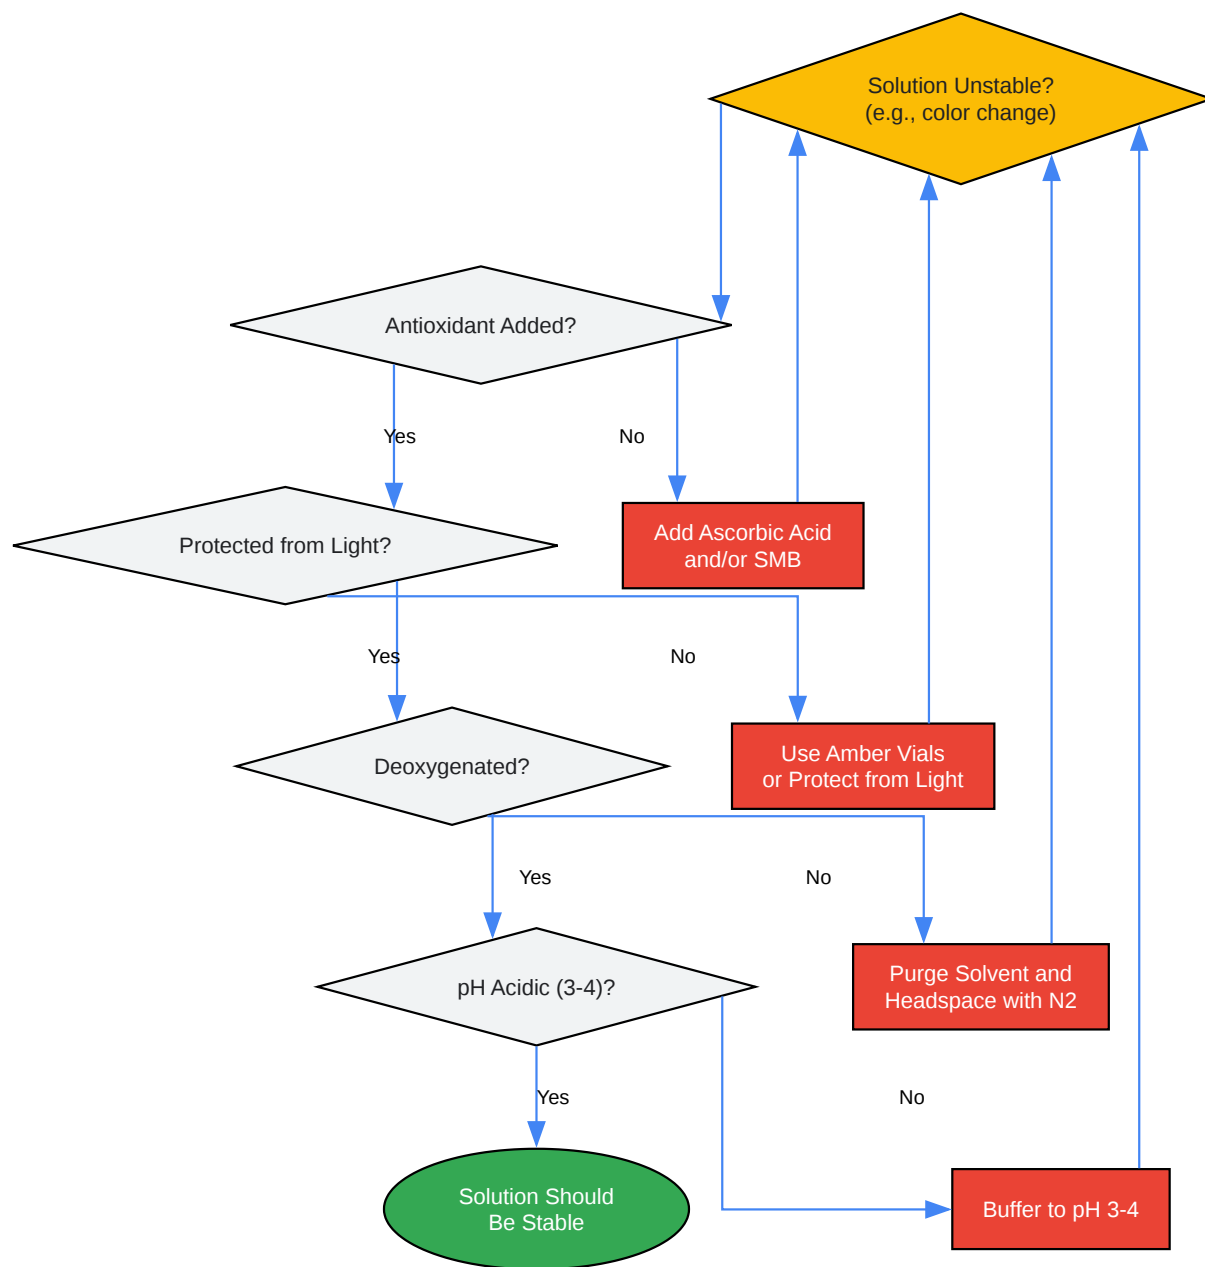 Solution Unstable?
(e.g., color change)
Antioxidant Added?
Yes
No
Protected from Light?
Add Ascorbic Acid
and/or SMB
Yes
No
Deoxygenated?
Use Amber Vials
or Protect from Light
Yes
No
pH Acidic (3-4)?
Purge Solvent and
Headspace with N2
Yes
No
Solution Should
Be Stable
Buffer to pH 3-4